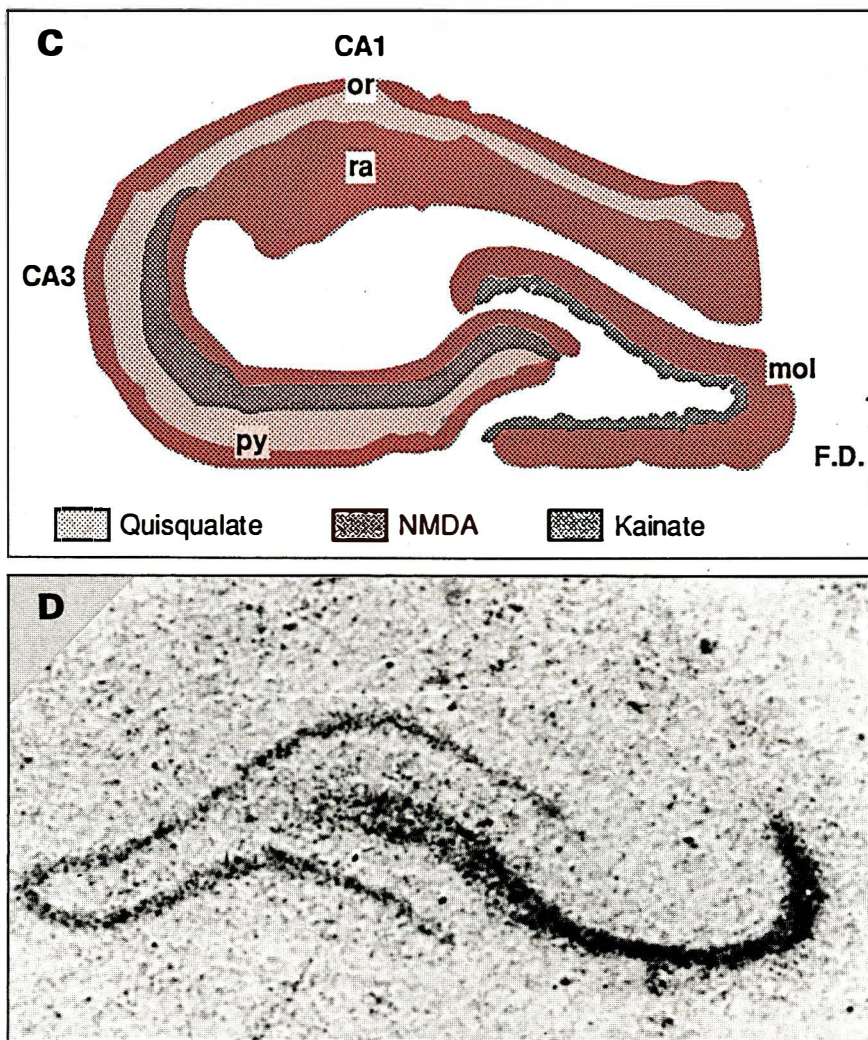 C
CA1
or
ra
CA3
mol
py
F.D.
Quisqualate NMDA Kainate
D